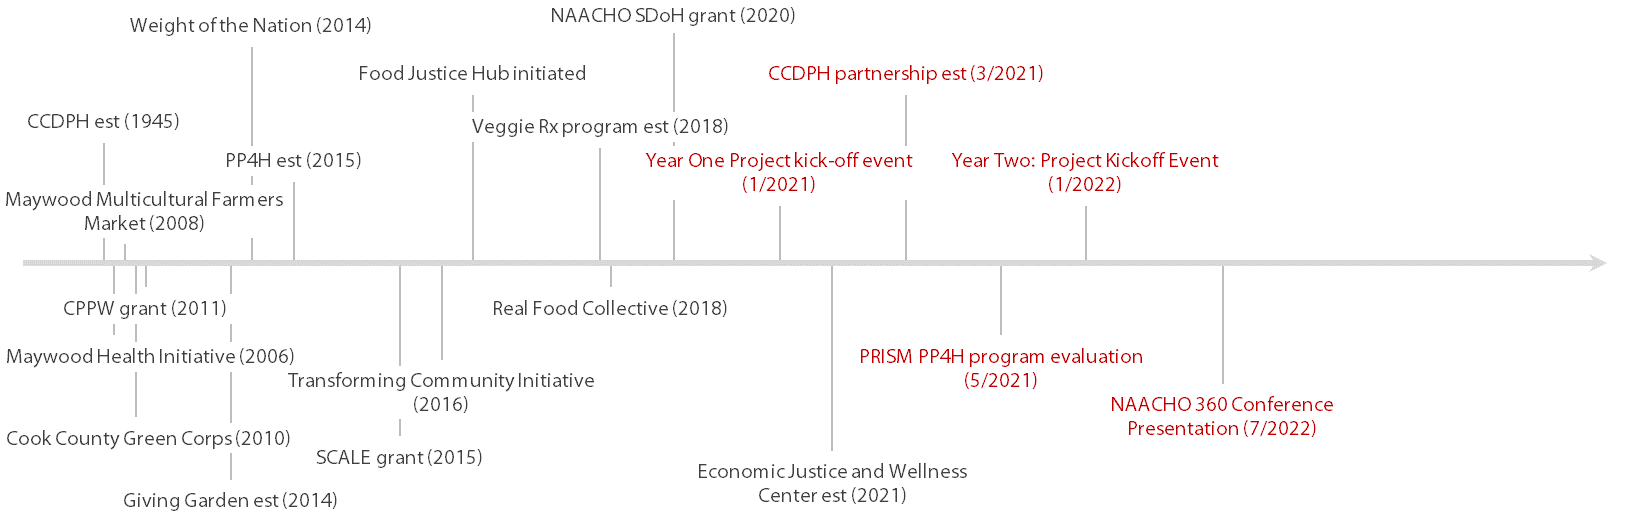 NAACHO SDoH grant (2020)
Weight of the Nation (2014)
Food Justice Hub initiated
CCDPH partnership est (3/2021)
CCDPH est (1945)
Veggie Rx program est (2018)
PP4H est (2015)
Year One Project kick-off event
(1/2021)
Year Two: Project Kickoff Event
(1/2022)
Maywood Multicultural Farmers
Market (2008)
CPPW grant (2011)
Real Food Collective (2018)
Maywood Health Initiative (2006)
PRISM PP4H program evaluation
(5/2021)
Transforming Community Initiative
(2016)
NAACHO 360 Conference
Presentation (7/2022)
Cook County Green Corps (2010)
SCALE grant (2015)
Economic Justice and Wellness
Center est (2021)
Giving Garden est (2014)